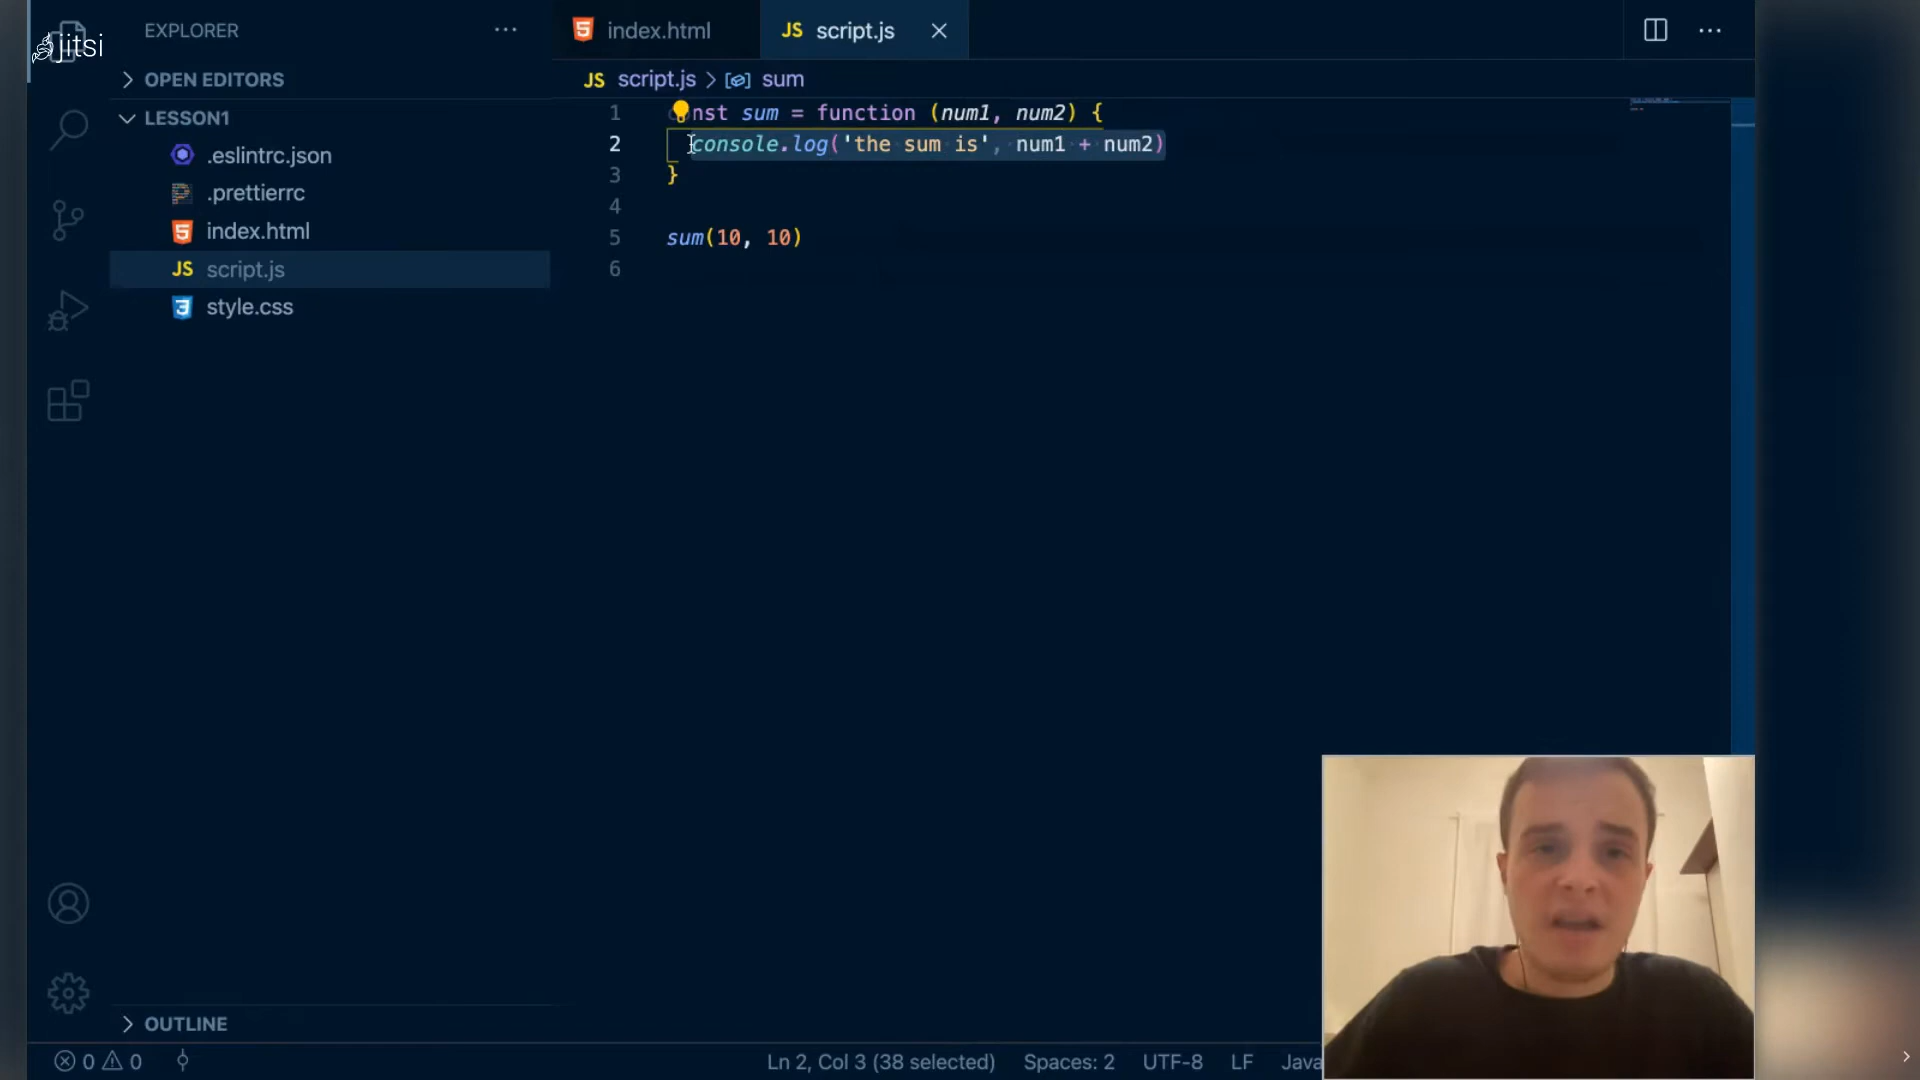 jitsi
EXPLORER
OPEN EDITORS
LESSON1
.eslintrc.json
.prettierrc
index.html
JS script.js
style.css
OUTLINE
index.html
JS script.js
JS script.js > sum
1 const sum = function (num1, num2) {
2 console.log('the sum is', num1 + num2)
3 }
4
5 sum(10, 10)
6
0 0
Ln 2, Col 3 (38 selected) Spaces: 2 UTF-8 LF Java